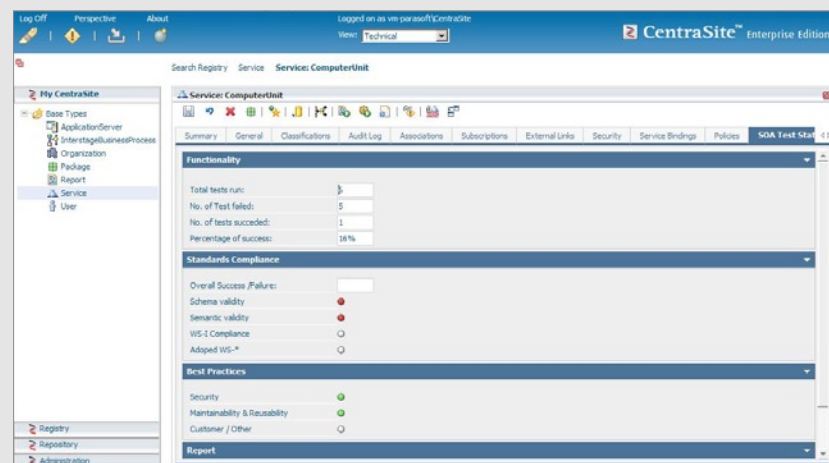 Log Off Perspective About
Logged on as vm-parasoft\CentraSite
View: Technical
CentraSite™ Enterprise Edition
Search Registry Service Service: ComputerUnit
My CentraSite
Base Types
ApplicationServer
InterstageBusinessProcess
Organization
Package
Report
Service
User
Registry
Repository
Administration
Service: ComputerUnit
Summary General Classifications Audit Log Associations Subscriptions External Links Security Service Bindings Policies SOA Test Stat
Functionality
Total tests run:
No. of Test failed: 5
No. of tests succeded: 1
Percentage of success: 16%
Standards Compliance
Overall Success /Failure:
Schema validity
Semantic validity
WS-I Compliance
Adoped WS-*
Best Practices
Security
Maintainability & Reusability
Customer / Other
Report